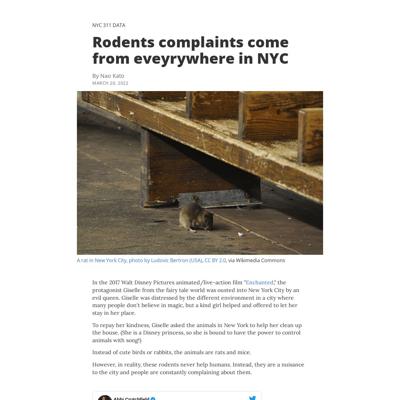 NYC 311 DATA
Rodents complaints come
from eveyrywhere in NYC
By Nao Kato
MARCH 20, 2022
A rat in New York City, photo by Ludovic Bertron (USA), CC BY 2.0, via Wikimedia Commons
In the 2017 Walt Disney Pictures animated/live-action film "Enchanted," the
protagonist Giselle from the fairy tale world was ousted into New York City by an
evil queen. Giselle was distressed by the different environment in a city where
many people don't believe in magic, but a kind girl helped and offered to let her
stay in her place.
To repay her kindness, Giselle asked the animals in New York to help her clean up
the house. (She is a Disney princess, so she is bound to have the power to control
animals with song!)
Instead of cute birds or rabbits, the animals are rats and mice.
However, in reality, these rodents never help humans. Instead, they are a nuisance
to the city and people are constantly complaining about them.
Abby Crutchfield